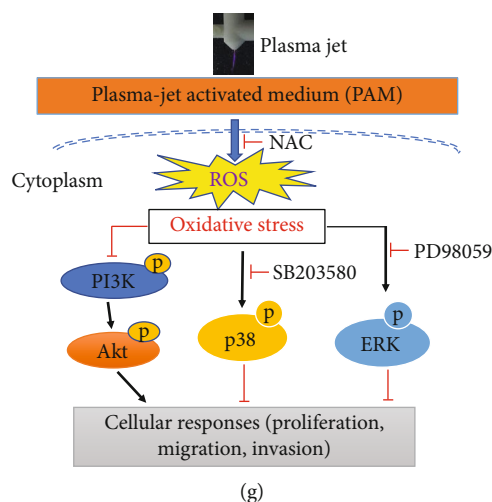 Plasma jet
Plasma-jet activated medium (PAM)
NAC
Cytoplasm
ROS
Oxidative stress
PD98059
p
PI3K
SB203580
p
Akt
p
p38
p
ERK
Cellular responses (proliferation,
migration, invasion)
(g)